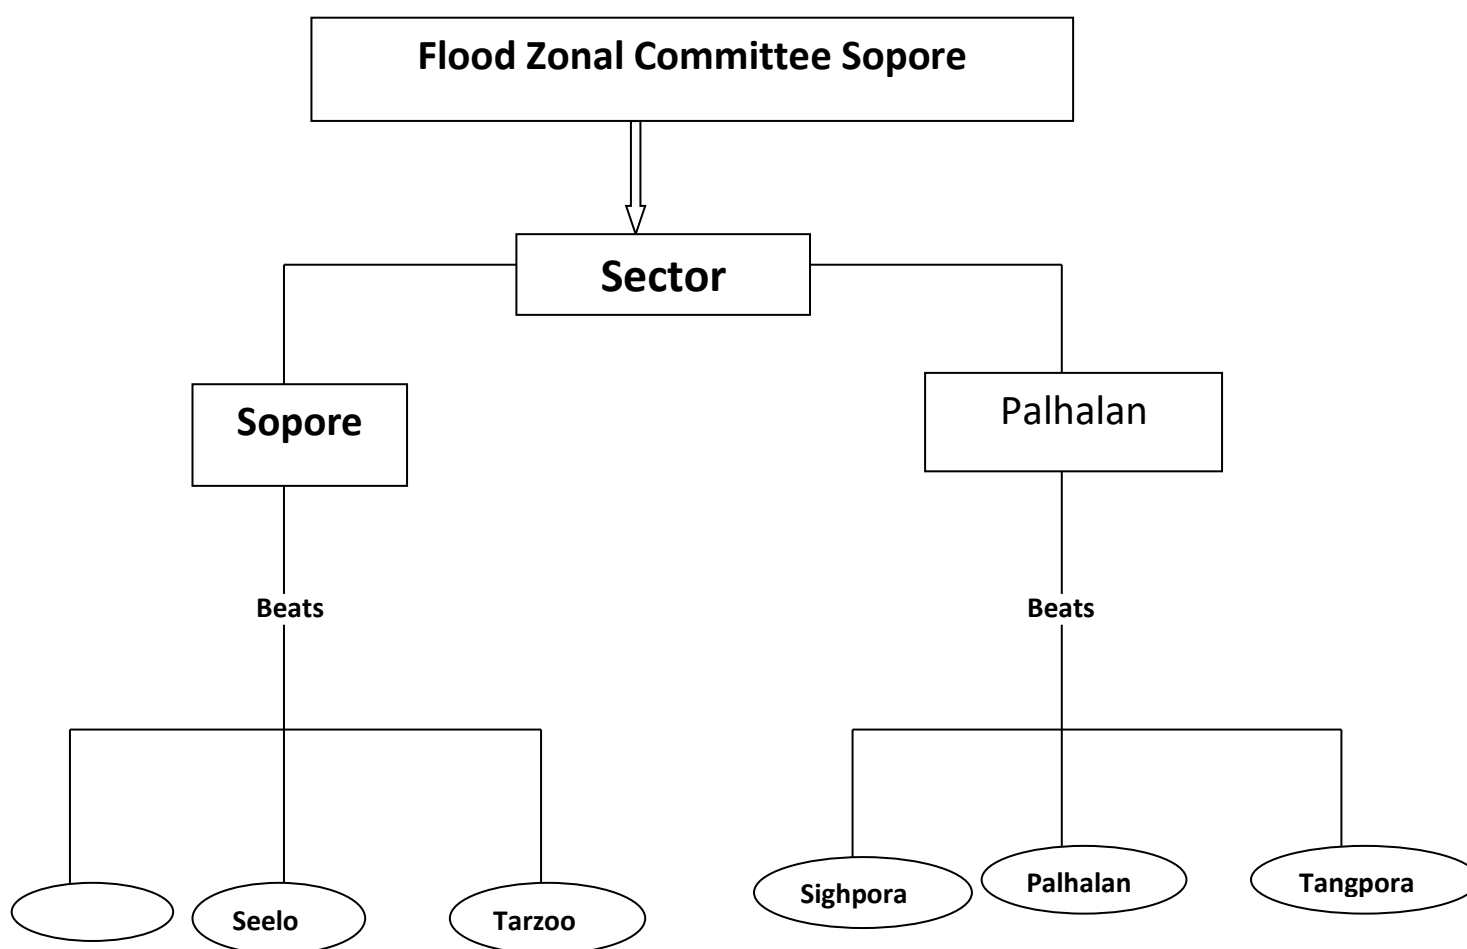 Flood Zonal Committee Sopore
Sector
Sopore
Palhalan
Beats
Beats
Seelo
Tarzoo
Sighpora
Palhalan
Tangpora